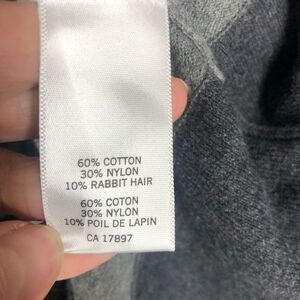 60% COTTON
30% NYLON
10% RABBIT HAIR
60% COTON
30% NYLON
10% POIL DE LAPIN
CA 17897